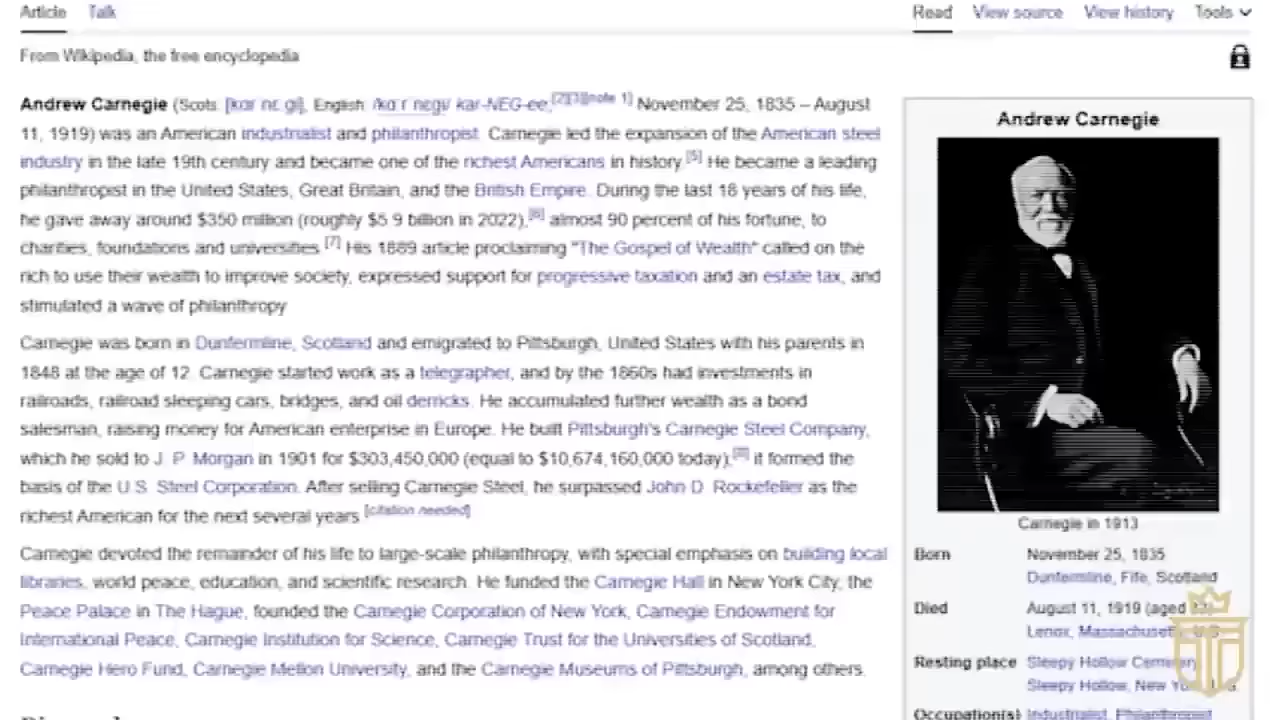 Article Talk Read View source View history Tools
From Wikipedia, the free encyclopedia
Andrew Carnegie (Scots: English: kar-NEG-ee;[2][3][note 1] November 25, 1835 – August
11, 1919) was an American industrialist and philanthropist. Carnegie led the expansion of the American steel
industry in the late 19th century and became one of the richest Americans in history.[5] He became a leading
philanthropist in the United States, Great Britain, and the British Empire. During the last 18 years of his life,
he gave away around $350 million (roughly $5.9 billion in 2022),[6] almost 90 percent of his fortune, to
charities, foundations and universities.[7] His 1889 article proclaiming "The Gospel of Wealth" called on the
rich to use their wealth to improve society, expressed support for progressive taxation and an estate tax, and
stimulated a wave of philanthropy
Carnegie was born in Dunfermline, Scotland and emigrated to Pittsburgh, United States with his parents in
1848 at the age of 12. Carnegie started work as a telegrapher, and by the 1860s had investments in
railroads, railroad sleeping cars, bridges, and oil derricks. He accumulated further wealth as a bond
salesman, raising money for American enterprise in Europe. He built Pittsburgh's Carnegie Steel Company,
which he sold to J. P. Morgan in 1901 for $303,450,000 (equal to $10,674,160,000 today); it formed the
basis of the U.S. Steel Corporation. After selling Carnegie Steel, he surpassed John D. Rockefeller as the
richest American for the next several years.[citation needed]
Carnegie devoted the remainder of his life to large-scale philanthropy, with special emphasis on building local
libraries, world peace, education, and scientific research. He funded the Carnegie Hall in New York City, the
Peace Palace in The Hague, founded the Carnegie Corporation of New York, Carnegie Endowment for
International Peace, Carnegie Institution for Science, Carnegie Trust for the Universities of Scotland,
Carnegie Hero Fund, Carnegie Mellon University, and the Carnegie Museums of Pittsburgh, among others.
Andrew Carnegie
Carnegie in 1913
Born November 25, 1835
Dunfermline, Fife, Scotland
Died August 11, 1919 (aged
Lenox, Massachusetts,
Resting place Sleepy Hollow Cemetery
Sleepy Hollow, New
Occupation(s) Industrialist, Philanthropist